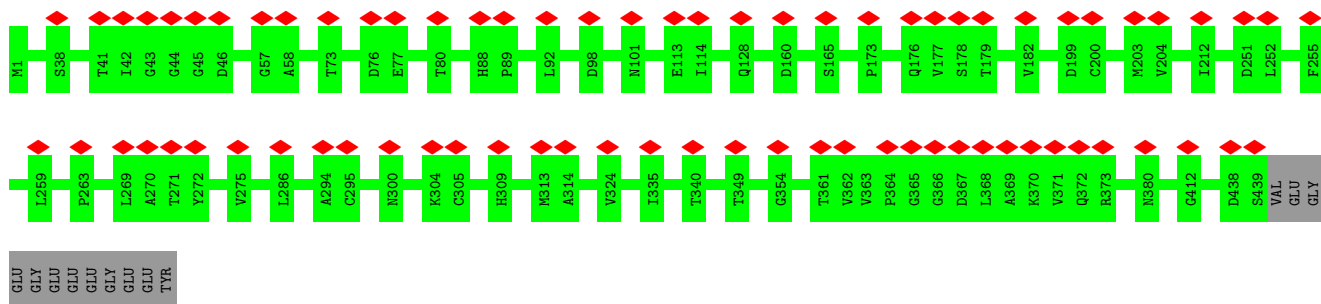 M1 S38 T41 I42 G43 G44 G45 D46 G57 A58 T73 D76 E77 T80 H88 P89 L92 D98 N101 E113 I114 Q128 D160 S165 P173 Q176 V177 S178 T179 V182 D199 C200 M203 V204 I212 D251 L252 F255
L259 P263 L269 A270 T271 Y272 V275 L286 A294 C295 N300 K304 C305 H309 M313 A314 V324 I335 T340 T349 G354 T361 V362 V363 P364 G365 G366 D367 L368 A369 K370 V371 Q372 R373 N380 G412 D438 S439 VAL GLU GLY
GLU GLY GLU GLU GLU GLY GLU GLU TYR